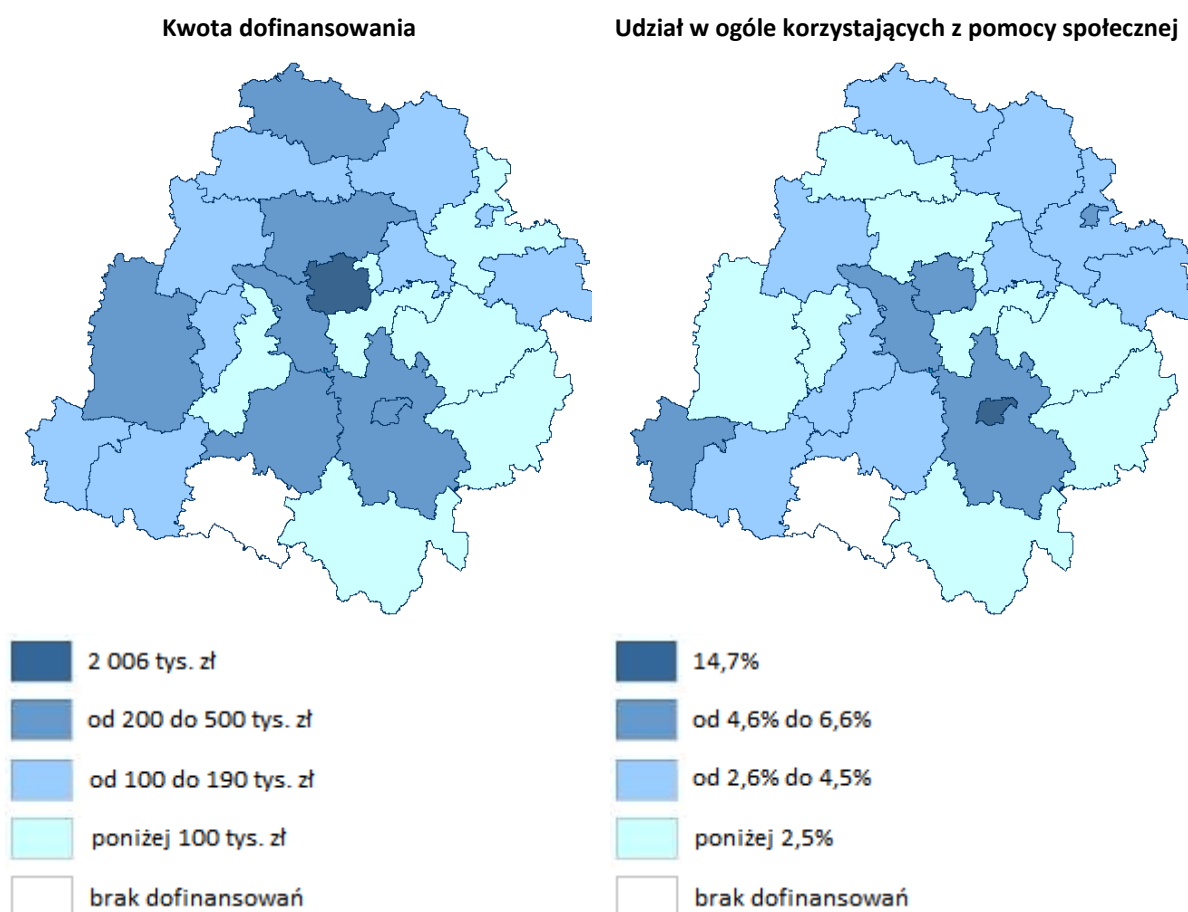 Kwota dofinansowania
Udział w ogóle korzystających z pomocy społecznej
2 006 tys. zł
od 200 do 500 tys. zł
od 100 do 190 tys. zł
poniżej 100 tys. zł
brak dofinansowań
14,7%
od 4,6% do 6,6%
od 2,6% do 4,5%
poniżej 2,5%
brak dofinansowań